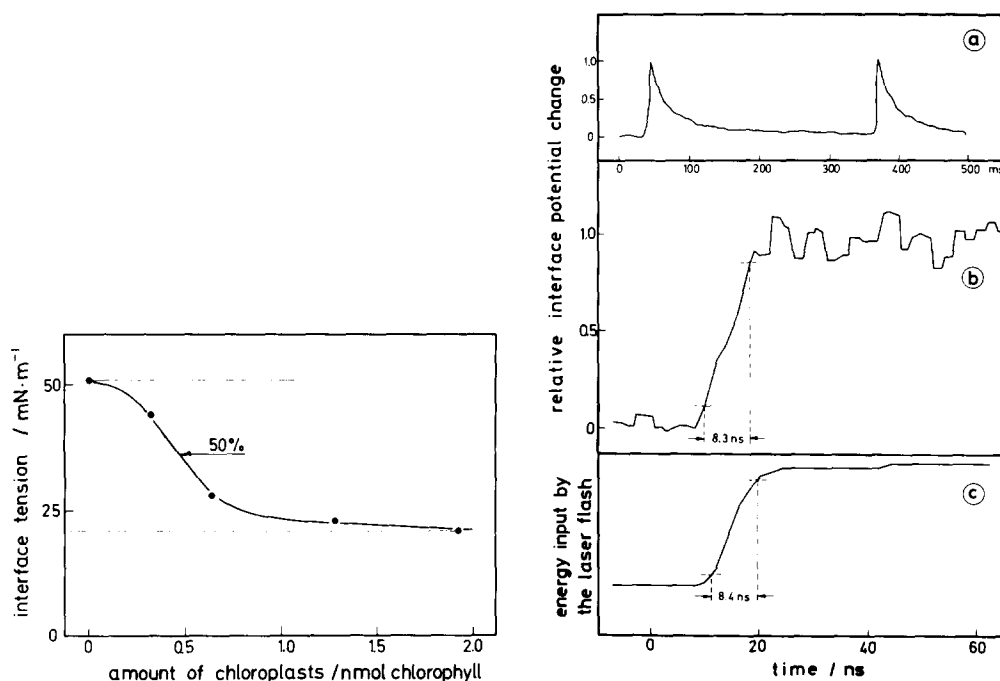 interface tension / mN·m⁻¹
50
25
0
50%
0
0.5
1.0
1.5
2.0
amount of chloroplasts /nmol chlorophyll
relative interface potential change
a
1.0
0.5
0
0
100
200
300
400
500
ms
b
1.0
0.5
0
8.3 ns
energy input by
the laser flash
c
8.4 ns
0
20
40
60
time / ns